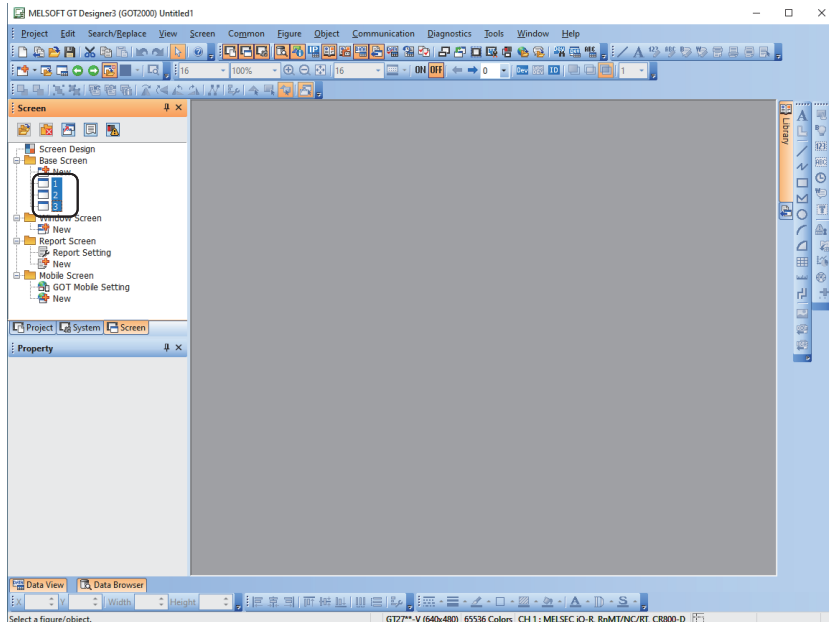 MELSOFT GT Designer3 (GOT2000) Untitled1
Project Edit Search/Replace View Screen Common Figure Object Communication Diagnostics Tools Window Help
16 100% 16 ON OFF 0 Dev ID 1
Screen
Library
Screen Design
Base Screen
New
1
2
3
Window Screen
New
Report Screen
Report Setting
New
Mobile Screen
GOT Mobile Setting
New
Project System Screen
Property
Data View Data Browser
X Y Width Height
Select a figure/object. GT27**-V (640x480) 65536 Colors CH 1 : MELSEC iQ-R, RnMT/NC/RT, CR800-D